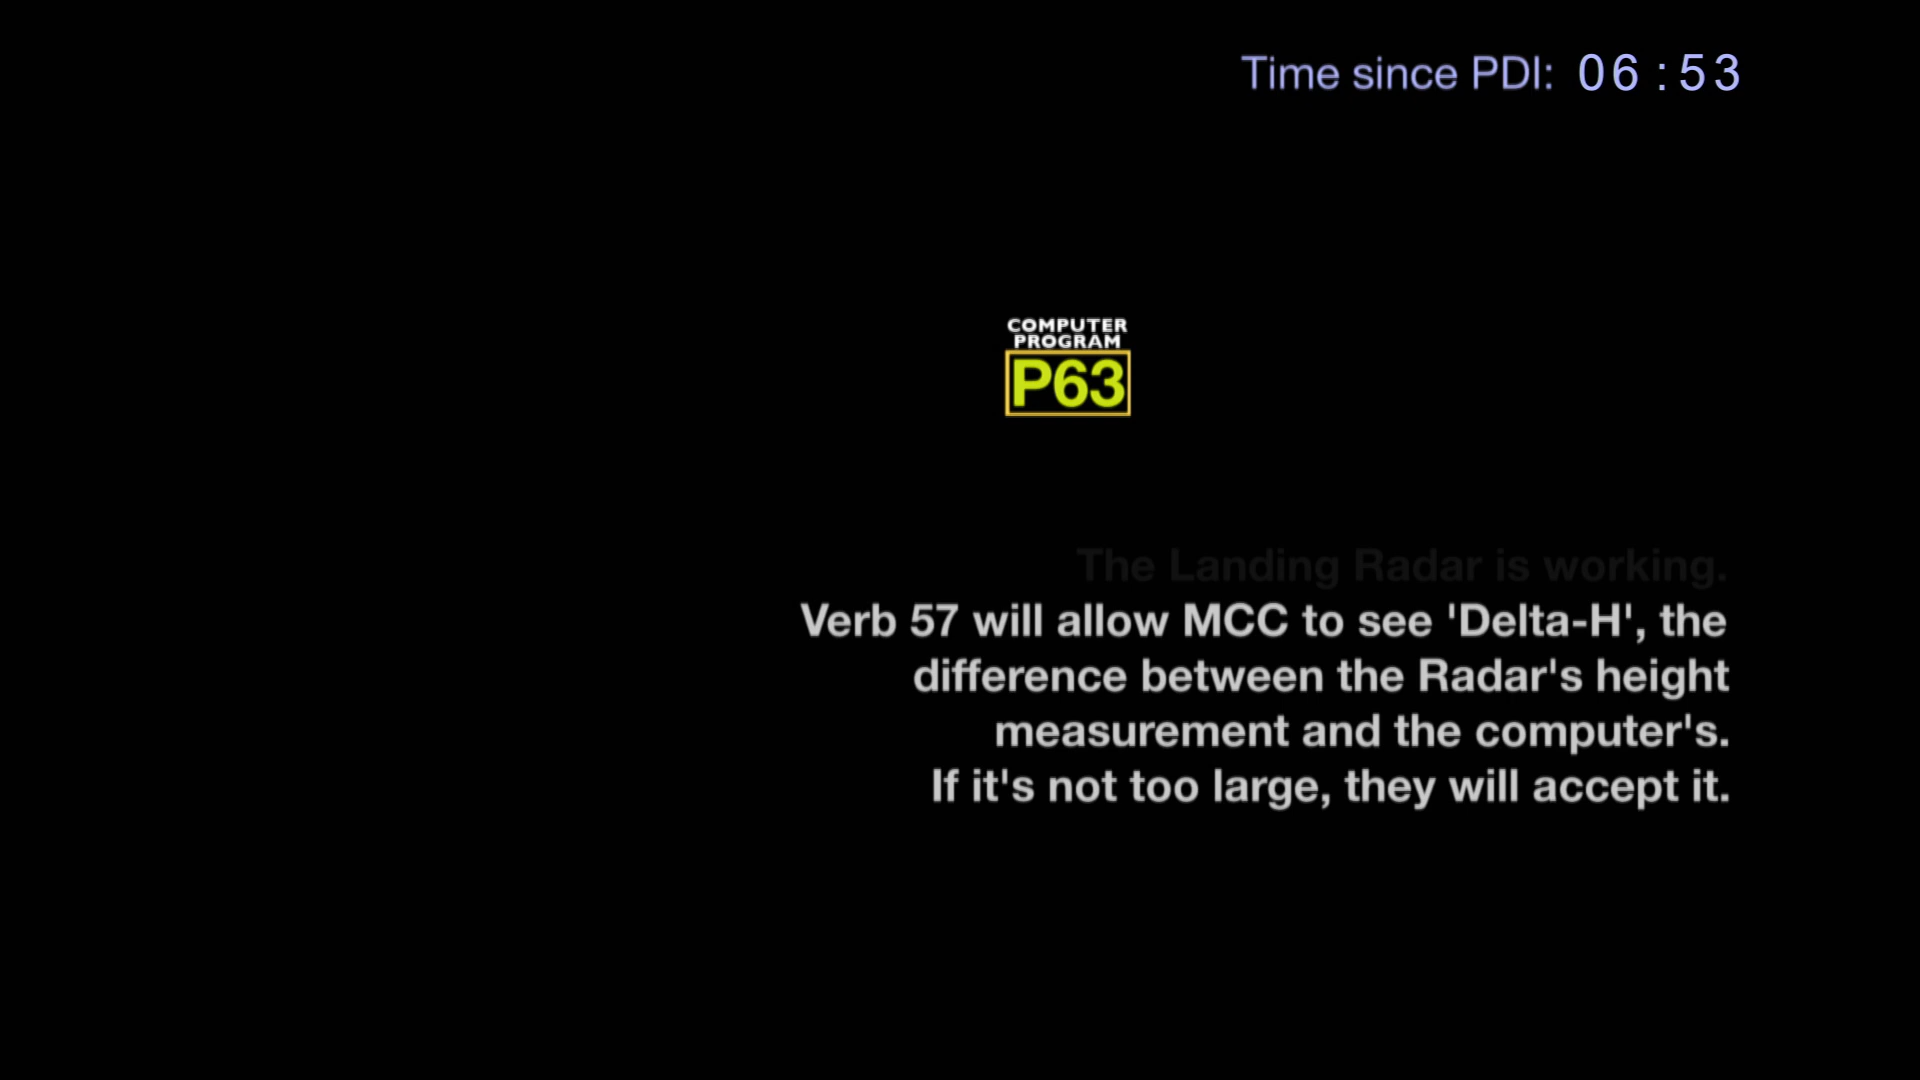 Time since PDI: 06:53
COMPUTER
PROGRAM
P63
The Landing Radar is working.
Verb 57 will allow MCC to see 'Delta-H', the
difference between the Radar's height
measurement and the computer's.
If it's not too large, they will accept it.